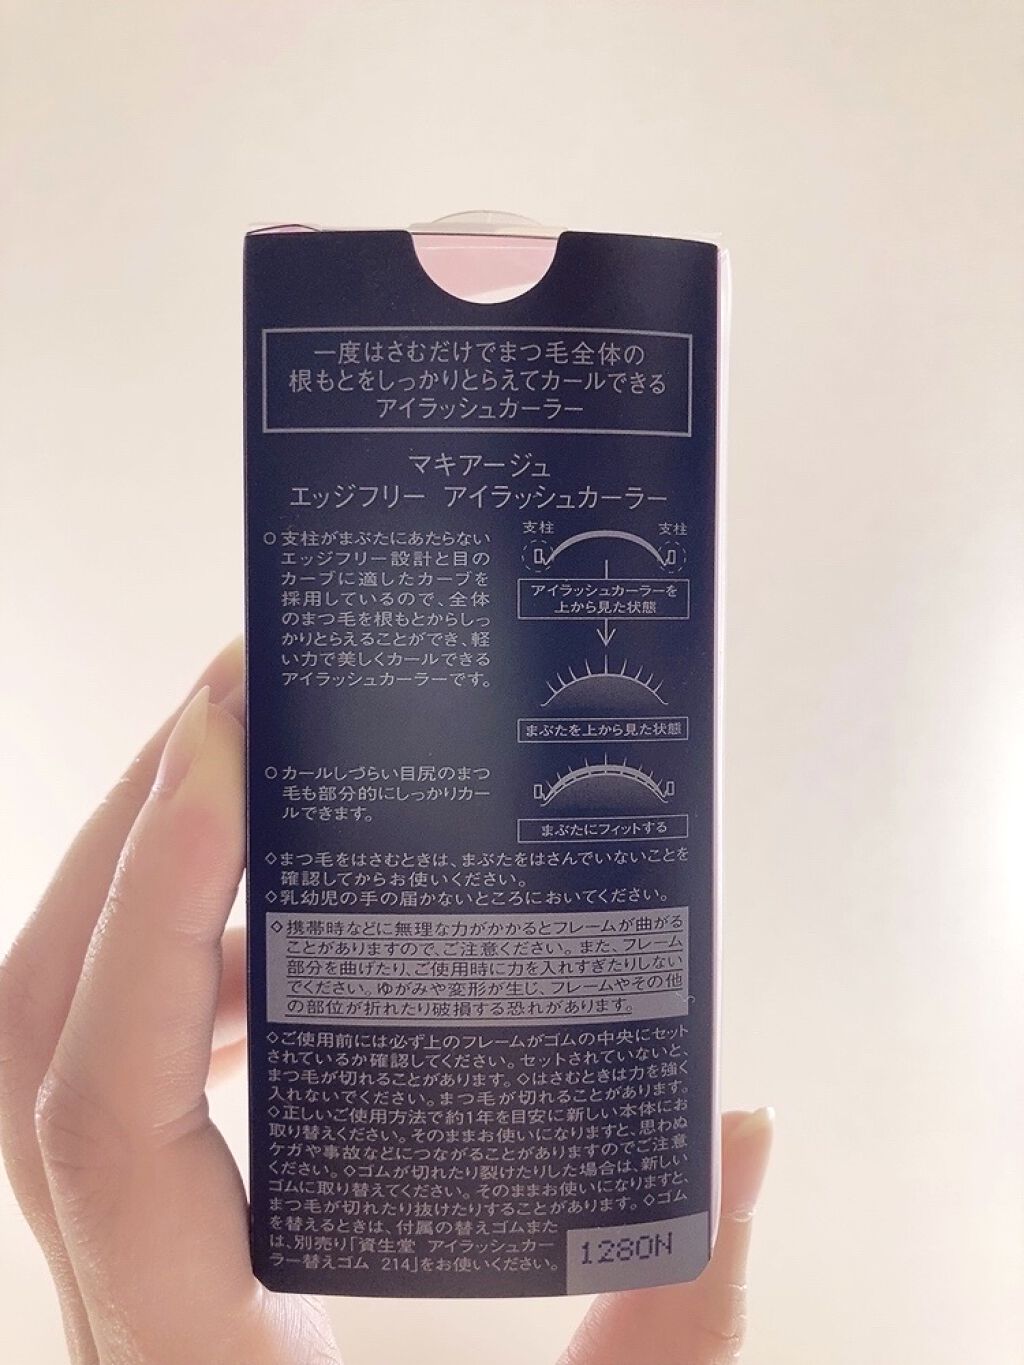 一度はさむだけでまつ毛全体の
根もとをしっかりとらえてカールできる
アイラッシュカーラー
マキアージュ
エッジフリー アイラッシュカーラー
○支柱がまぶたにあたらない
エッジフリー設計と目の
カーブに適したカーブを
採用しているので、全体
のまつ毛を根もとからしっ
かりとらえることができ、軽
い力で美しくカールできる
アイラッシュカーラーです。
支柱 支柱
アイラッシュカーラーを
上から見た状態
まぶたを上から見た状態
○カールしづらい目尻のまつ
毛も部分的にしっかりカー
ルできます。
まぶたにフィットする
◇まつ毛をはさむときは、まぶたをはさんでいないことを
確認してからお使いください。
◇乳幼児の手の届かないところにおいてください。
◇携帯時などに無理な力がかかるとフレームが曲がる
ことがありますので、ご注意ください。また、フレーム
部分を曲げたり、ご使用時に力を入れすぎたりしない
でください。ゆがみや変形が生じ、フレームやその他
の部位が折れたり破損する恐れがあります。
◇ご使用前には必ず上のフレームがゴムの中央にセット
されているか確認してください。セットされていないと、
まつ毛が切れることがあります。◇はさむときは力を強く
入れないでください。まつ毛が切れることがあります。
◇正しいご使用方法で約1年を目安に新しい本体にお
取り替えください。そのままお使いになりますと、思わぬ
ケガや事故などにつながることがありますのでご注意
ください。◇ゴムが切れたり裂けたりした場合は、新しい
ゴムに取り替えてください。そのままお使いになりますと、
まつ毛が切れたり抜けたりすることがあります。◇ゴム
を替えるときは、付属の替えゴムまた
は、別売り「資生堂 アイラッシュカー
ラー替えゴム 214」をお使いください。
1280N